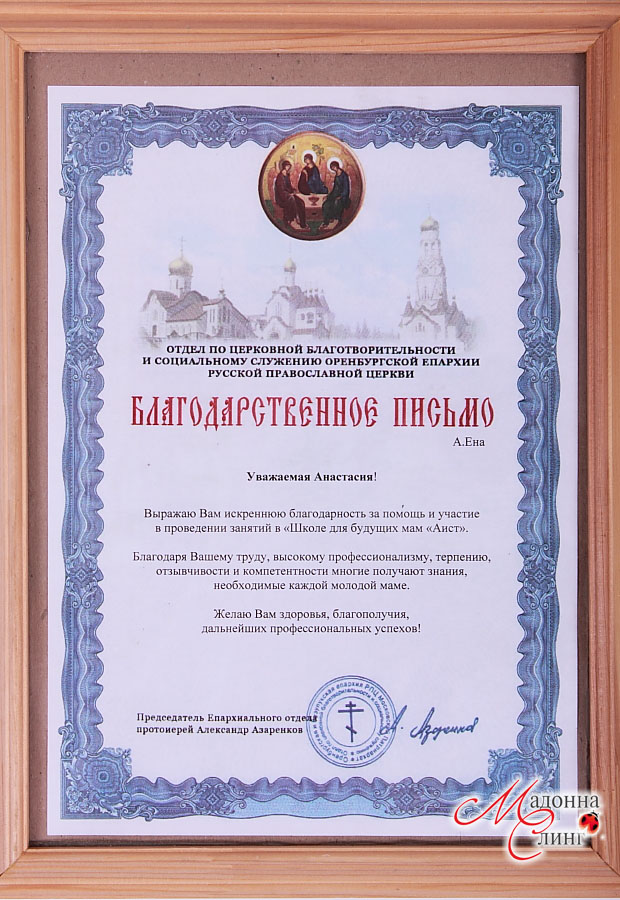 ОТДЕЛ ПО ЦЕРКОВНОЙ БЛАГОТВОРИТЕЛЬНОСТИ
И СОЦИАЛЬНОМУ СЛУЖЕНИЮ ОРЕНБУРГСКОЙ ЕПАРХИИ
РУССКОЙ ПРАВОСЛАВНОЙ ЦЕРКВИ
БЛАГОДАРСТВЕННОЕ ПИСЬМО
А.Ена
Уважаемая Анастасия!
Выражаю Вам искреннюю благодарность за помощь и участие
в проведении занятий в «Школе для будущих мам «Аист».
Благодаря Вашему труду, высокому профессионализму, терпению,
отзывчивости и компетентности многие получают знания,
необходимые каждой молодой маме.
Желаю Вам здоровья, благополучия,
дальнейших профессиональных успехов!
Председатель Епархиального отдела
протоиерей Александр Азаренков
А. Азаренков
Мадонна
Слинг